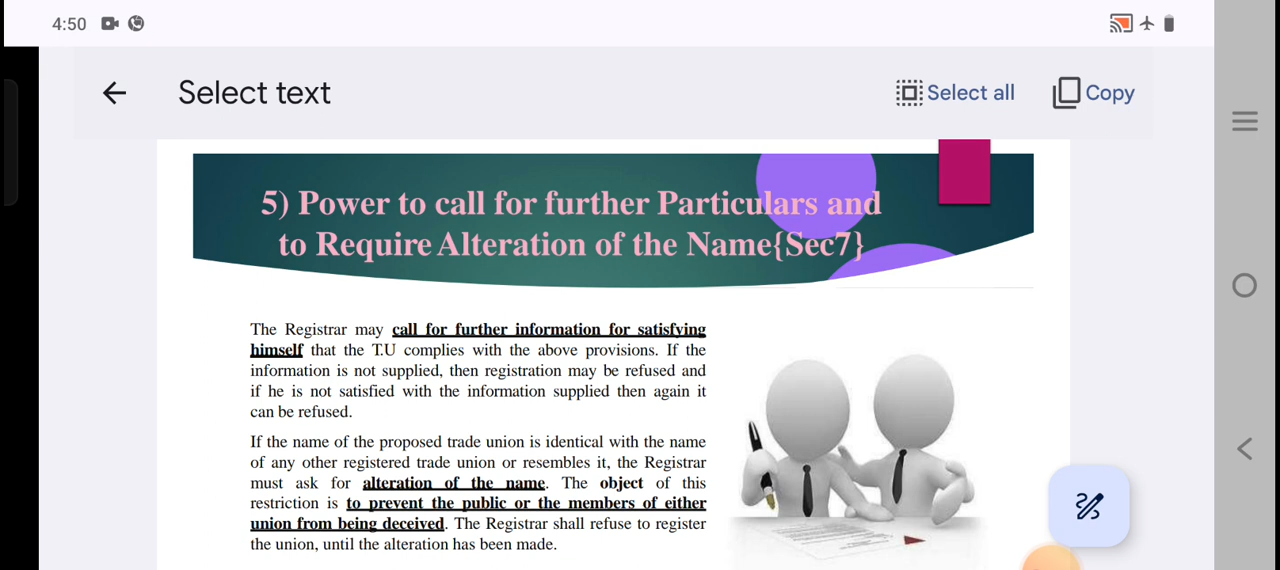 4:50
Select text
Select all
Copy
5) Power to call for further Particulars and
to Require Alteration of the Name{Sec7}
The Registrar may call for further information for satisfying
himself that the T.U complies with the above provisions. If the
information is not supplied, then registration may be refused and
if he is not satisfied with the information supplied then again it
can be refused.
If the name of the proposed trade union is identical with the name
of any other registered trade union or resembles it, the Registrar
must ask for alteration of the name. The object of this
restriction is to prevent the public or the members of either
union from being deceived. The Registrar shall refuse to register
the union, until the alteration has been made.